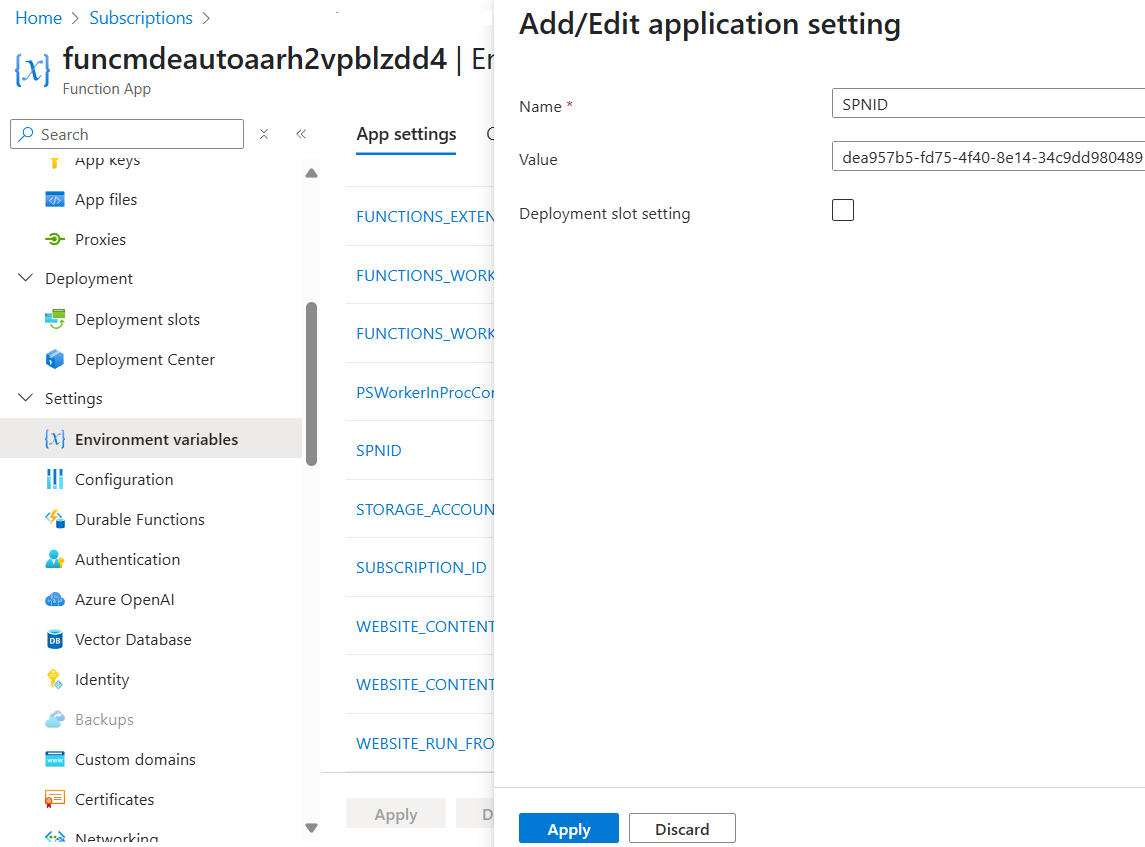 Home > Subscriptions >
funcmdeautoaarh2vpblzdd4 | En
Function App
Search
App keys
App files
Proxies
Deployment
Deployment slots
Deployment Center
Settings
Environment variables
Configuration
Durable Functions
Authentication
Azure OpenAI
Vector Database
Identity
Backups
Custom domains
Certificates
Networking
App settings
FUNCTIONS_EXTEN
FUNCTIONS_WORK
FUNCTIONS_WORK
PSWorkerInProcCon
SPNID
STORAGE_ACCOUN
SUBSCRIPTION_ID
WEBSITE_CONTENT
WEBSITE_CONTENT
WEBSITE_RUN_FRO
Apply D
Add/Edit application setting
Name * SPNID
Value dea957b5-fd75-4f40-8e14-34c9dd980489
Deployment slot setting
Apply Discard